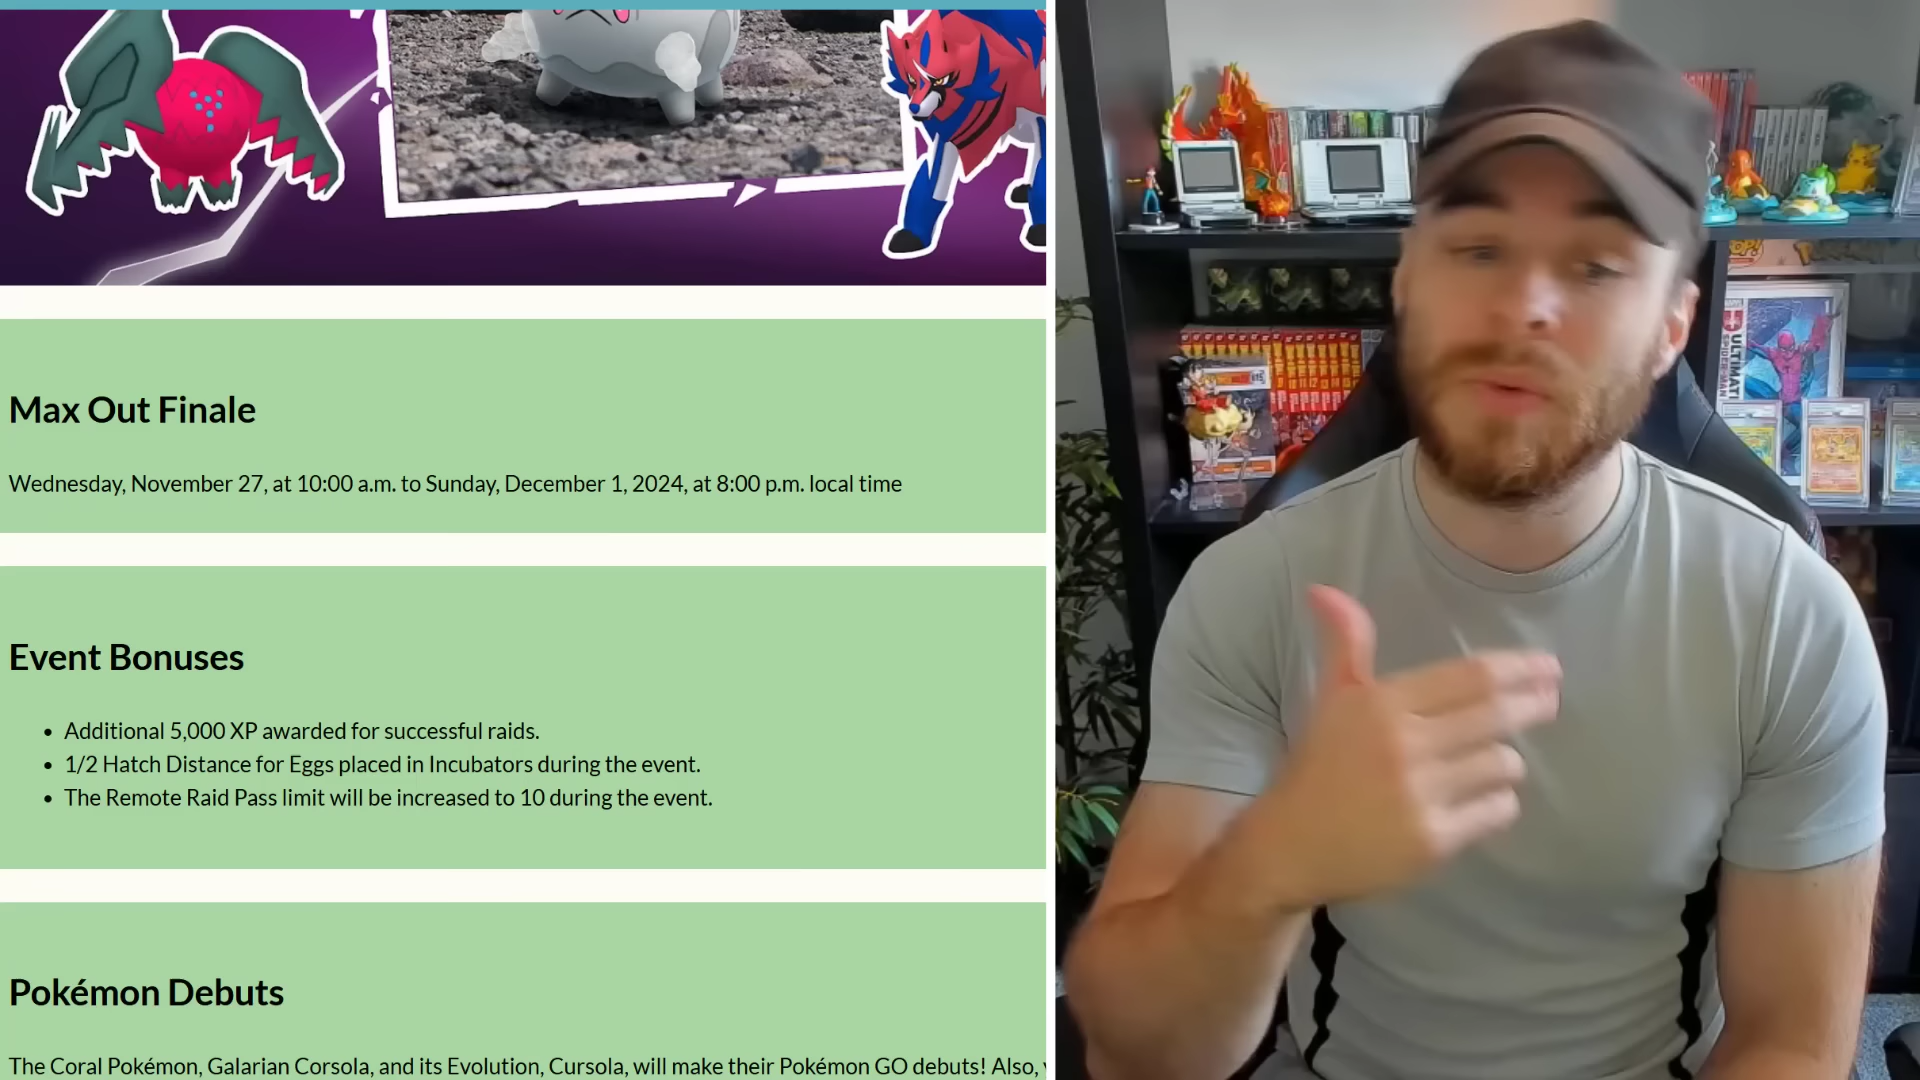 Max Out Finale
Wednesday, November 27, at 10:00 a.m. to Sunday, December 1, 2024, at 8:00 p.m. local time
Event Bonuses
• Additional 5,000 XP awarded for successful raids.
• 1/2 Hatch Distance for Eggs placed in Incubators during the event.
• The Remote Raid Pass limit will be increased to 10 during the event.
Pokémon Debuts
The Coral Pokémon, Galarian Corsola, and its Evolution, Cursola, will make their Pokémon GO debuts! Also,
ULTIMAT
SPIDER-MAN